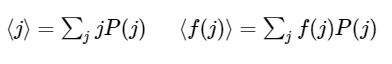 ⟨j⟩ = ∑_j jP(j)    ⟨f(j)⟩ = ∑_j f(j)P(j)